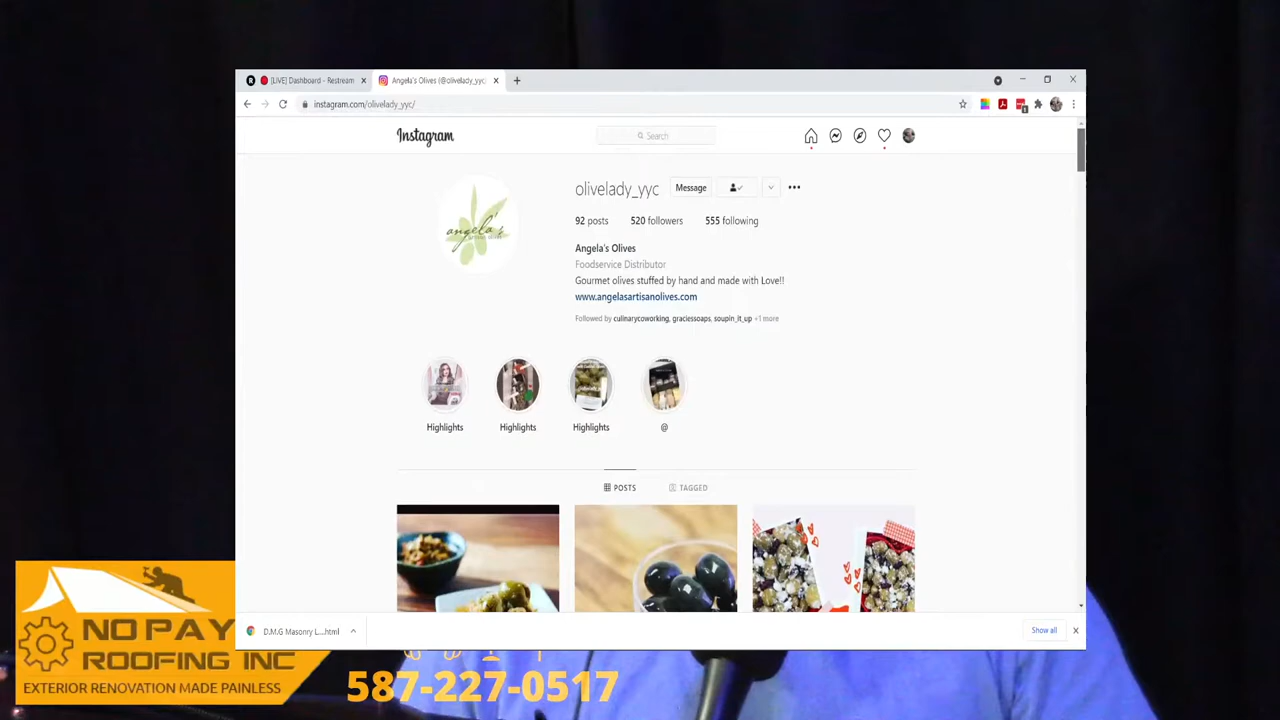 [LIVE] Dashboard - Restream
Angela's Olives (@olivelady_yyc
instagram.com/olivelady_yyc/
Instagram
Search
olivelady_yyc
Message
92 posts
520 followers
555 following
Angela's Olives
Foodservice Distributor
Gourmet olives stuffed by hand and made with Love!!
www.angelasartisanolives.com
Followed by culinarycoworking, graciessoaps, soupin_it_up +1 more
angela's
Highlights
Highlights
Highlights
@
POSTS
TAGGED
D.M.G Masonry L....html
Show all
NO PAY
ROOFING INC
EXTERIOR RENOVATION MADE PAINLESS
587-227-0517